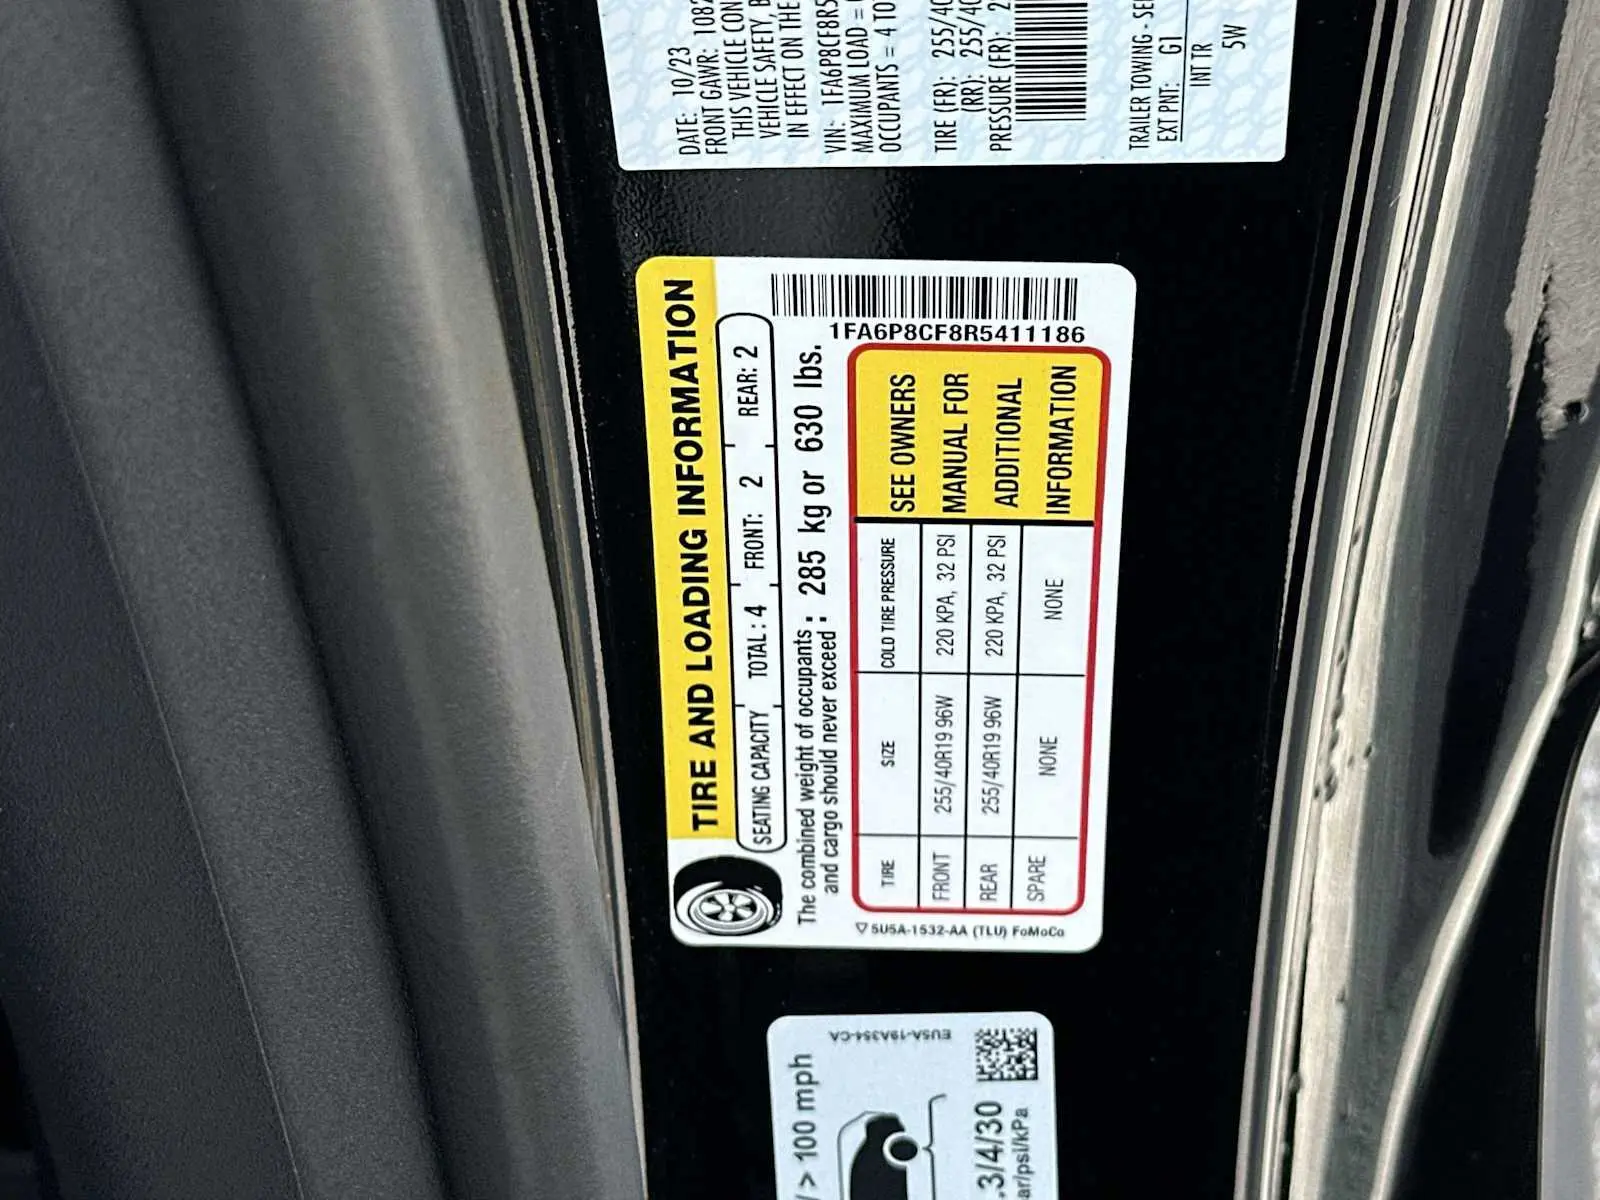 DATE: 10/23
FRONT GAWR: 1082
THIS VEHICLE CON
VEHICLE SAFETY, B
IN EFFECT ON THE
VIN: 1FA6P8CF8R5
MAXIMUM LOAD =
OCCUPANTS = 4 TO
TIRE (FR): 255/40
(RR): 255/40
PRESSURE (FR): 2
TRAILER TOWING - SE
EXT PNT: G1
INT TR
5W
TIRE AND LOADING INFORMATION
SEATING CAPACITY TOTAL: 4 FRONT: 2 REAR: 2
The combined weight of occupants : 285 kg or 630 lbs.
and cargo should never exceed :
1FA6P8CF8R5411186
TIRE SIZE COLD TIRE PRESSURE
FRONT 255/40R19 96W 220 KPA, 32 PSI
REAR 255/40R19 96W 220 KPA, 32 PSI
SPARE NONE NONE
SEE OWNERS
MANUAL FOR
ADDITIONAL
INFORMATION
5U5A-1532-AA (TLU) FoMoCo
/ > 100 mph
EU5A-19A354-CA
.3/4/30
ar/psi/kPa